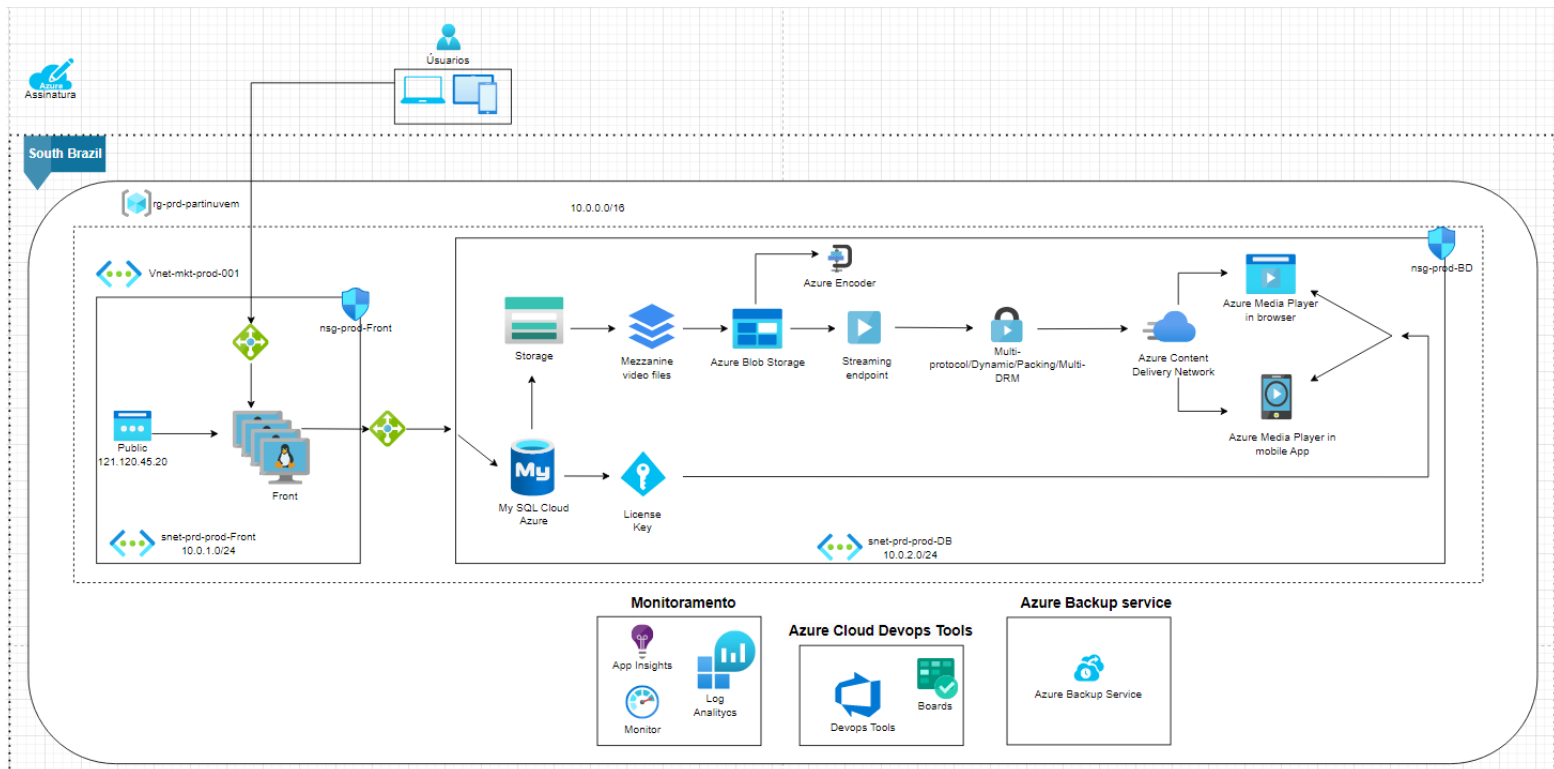 Úsuarios
Azure
Assinatura
South Brazil
rg-prd-partinuvem
10.0.0.0/16
Vnet-mkt-prod-001
nsg-prod-Front
nsg-prod-BD
Azure Encoder
Storage
Mezzanine
video files
Azure Blob Storage
Streaming
endpoint
Multi-
protocol/Dynamic/Packing/Multi-
DRM
Azure Content
Delivery Network
Azure Media Player
in browser
Azure Media Player in
mobile App
Public
121.120.45.20
Front
My
My SQL Cloud
Azure
License
Key
snet-prd-prod-Front
10.0.1.0/24
snet-prd-prod-DB
10.0.2.0/24
Monitoramento
App Insights
Log
Analitycs
Monitor
Azure Cloud Devops Tools
Devops Tools
Boards
Azure Backup service
Azure Backup Service